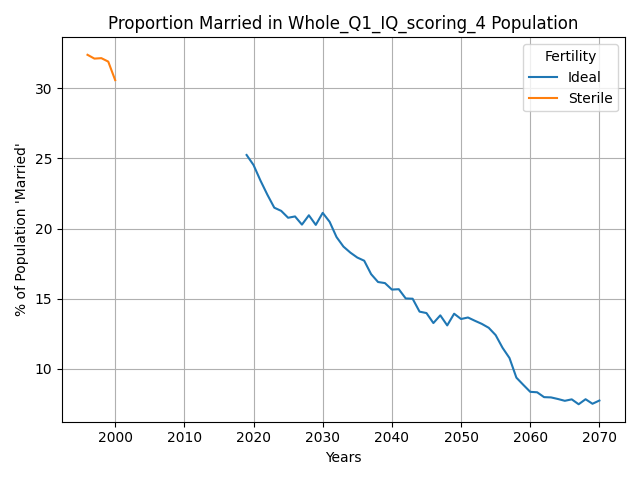 Proportion Married in Whole_Q1_IQ_scoring_4 Population
% of Population 'Married'
30
25
20
15
10
Fertility
Ideal
Sterile
2000
2010
2020
2030
2040
2050
2060
2070
Years